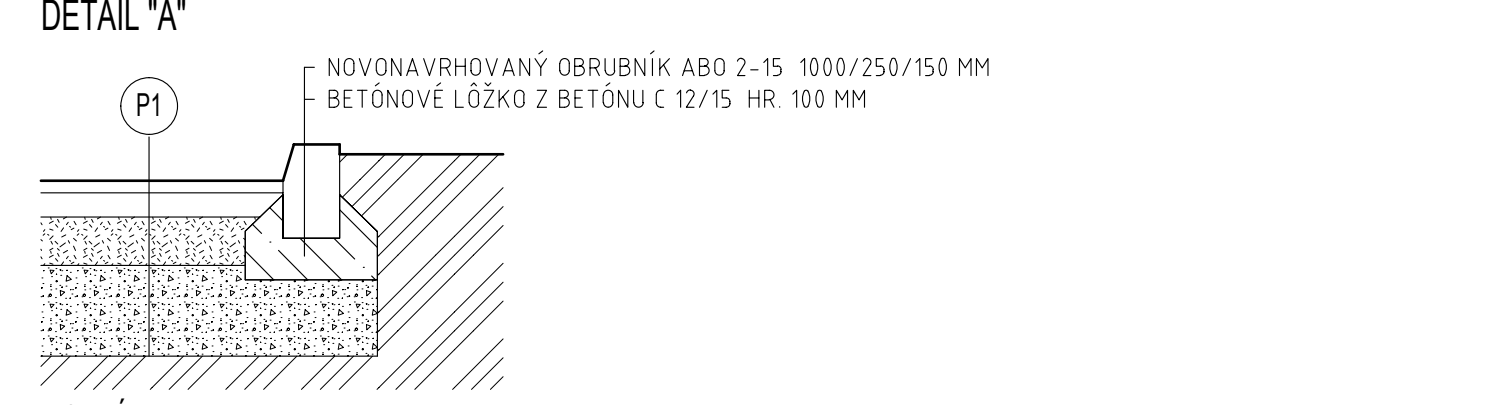 DETAIL "A"
NOVONAVRHOVANÝ OBRUBNÍK ABO 2-15 1000/250/150 MM
BETÓNOVÉ LÔŽKO Z BETÓNU C 12/15 HR. 100 MM
P1